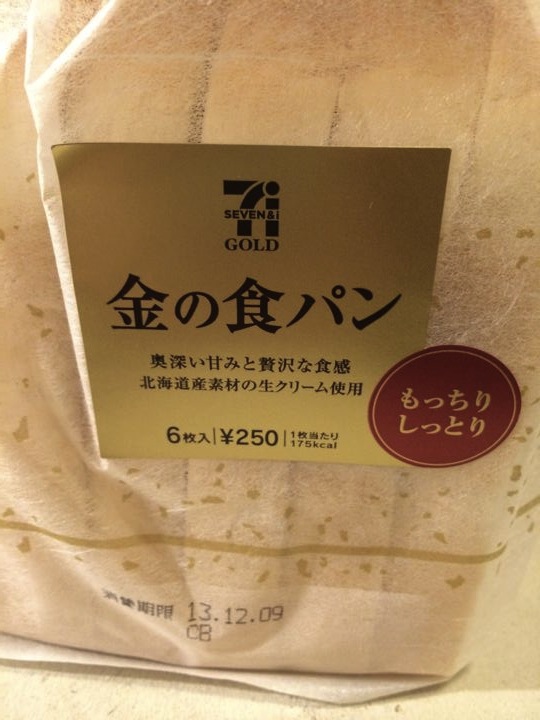 SEVEN&i
GOLD
金の食パン
奥深い甘みと贅沢な食感
北海道産素材の生クリーム使用
6枚入 ¥250 1枚当たり
175kcal
もっちり
しっとり
消費期限 13.12.09
CB